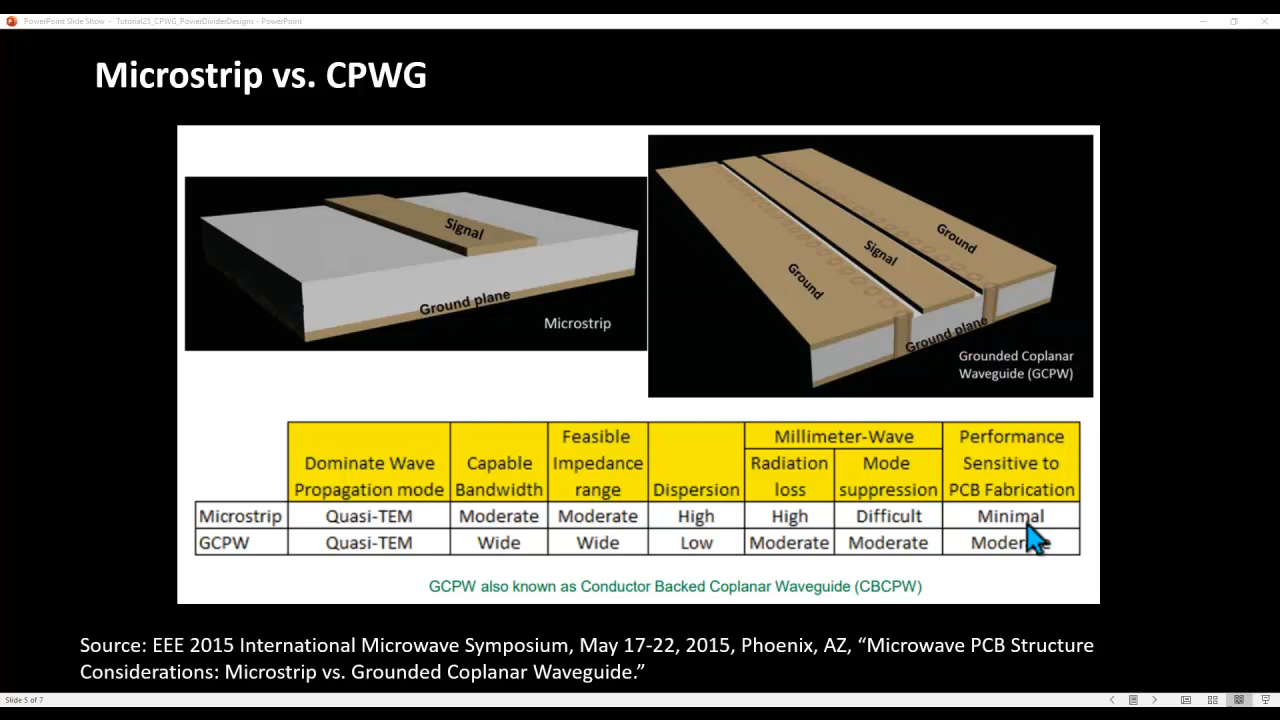 PowerPoint Slide Show - Tutorial25_CPWG_PowerDividerDesigns - PowerPoint
Microstrip vs. CPWG
Signal
Ground plane
Microstrip
Ground
Signal
Ground
Ground plane
Grounded Coplanar
Waveguide (GCPW)
Dominate Wave Propagation mode
Capable Bandwidth
Feasible Impedance range
Dispersion
Millimeter-Wave
Radiation loss
Mode suppression
Performance Sensitive to PCB Fabrication
Microstrip Quasi-TEM Moderate Moderate High High Difficult Minimal
GCPW Quasi-TEM Wide Wide Low Moderate Moderate Moderate
GCPW also known as Conductor Backed Coplanar Waveguide (CBCPW)
Source: EEE 2015 International Microwave Symposium, May 17-22, 2015, Phoenix, AZ, “Microwave PCB Structure
Considerations: Microstrip vs. Grounded Coplanar Waveguide.”
Slide 5 of 7